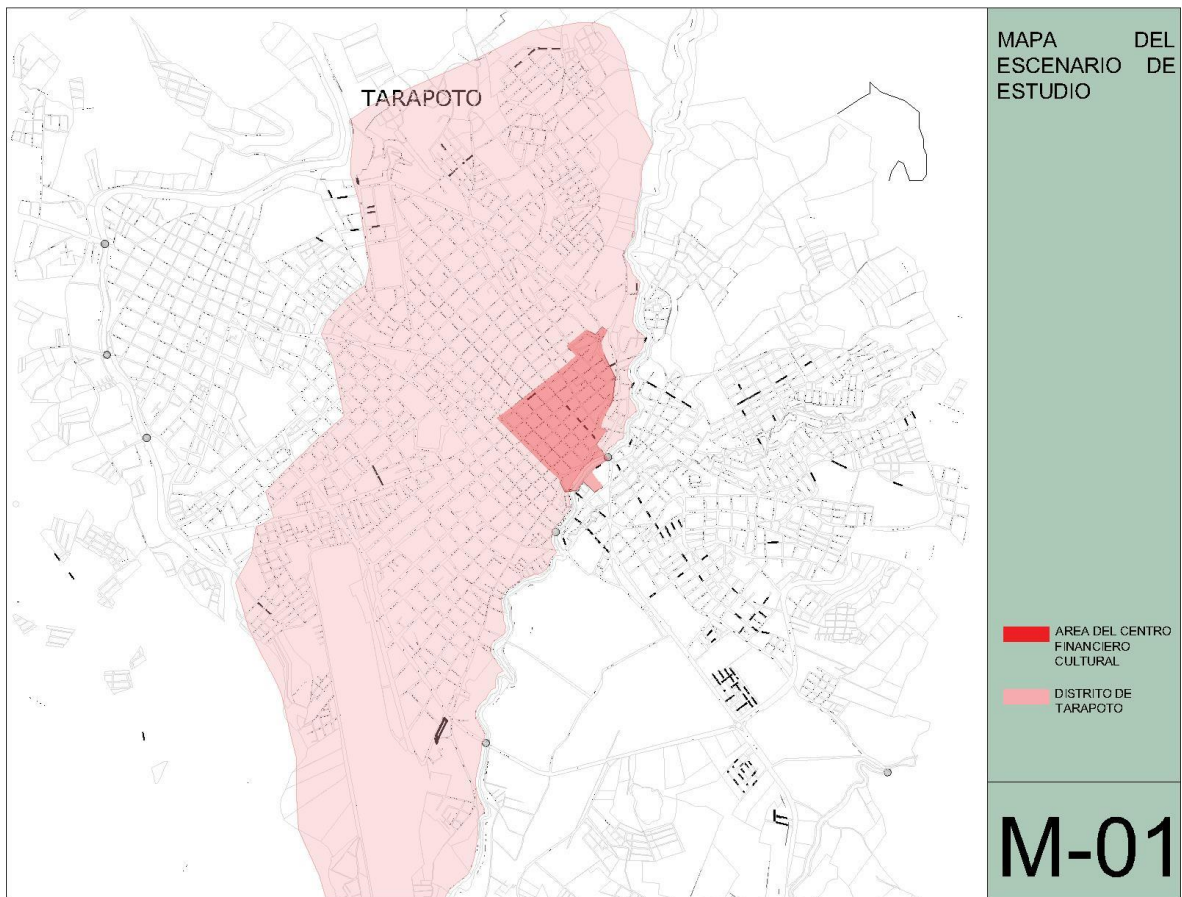 TARAPOTO
MAPA DEL
ESCENARIO DE
ESTUDIO
AREA DEL CENTRO
FINANCIERO
CULTURAL
DISTRITO DE
TARAPOTO
M-01